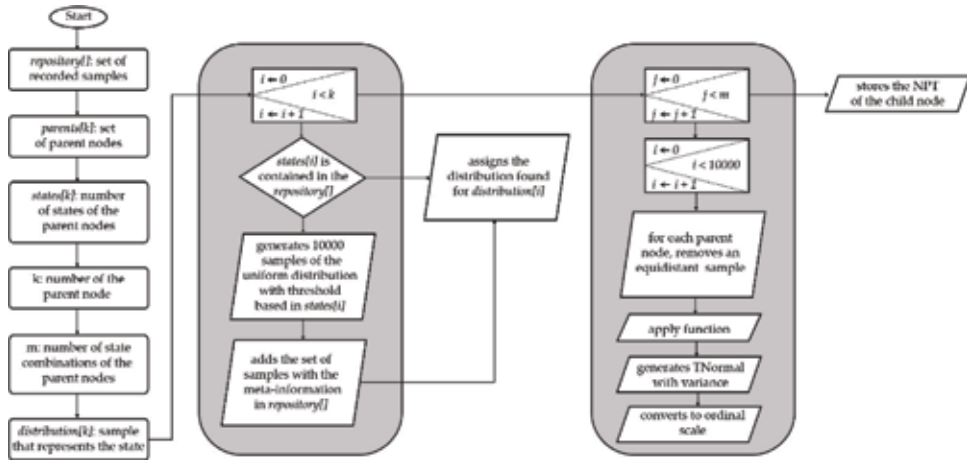 Start
repository[]: set of
recorded samples
parents[k]: set
of parent nodes
states[k]: number
of states of the
parent nodes
k: number of the
parent node
m: number of state
combinations of the
parent nodes
distribution[k]: sample
that represents the state
i ← 0
i < k
i ← i + 1
states[i] is
contained in the
repository[]
generates 10000
samples of the
uniform distribution
with threshold
based in states[i]
adds the set of
samples with the
meta-information
in repository[]
assigns the
distribution found
for distribution[i]
j ← 0
j < m
j ← j + 1
i ← 0
i < 10000
i ← i + 1
for each parent
node, removes an
equidistant sample
apply function
generates TNormal
with variance
converts to ordinal
scale
stores the NPT
of the child node